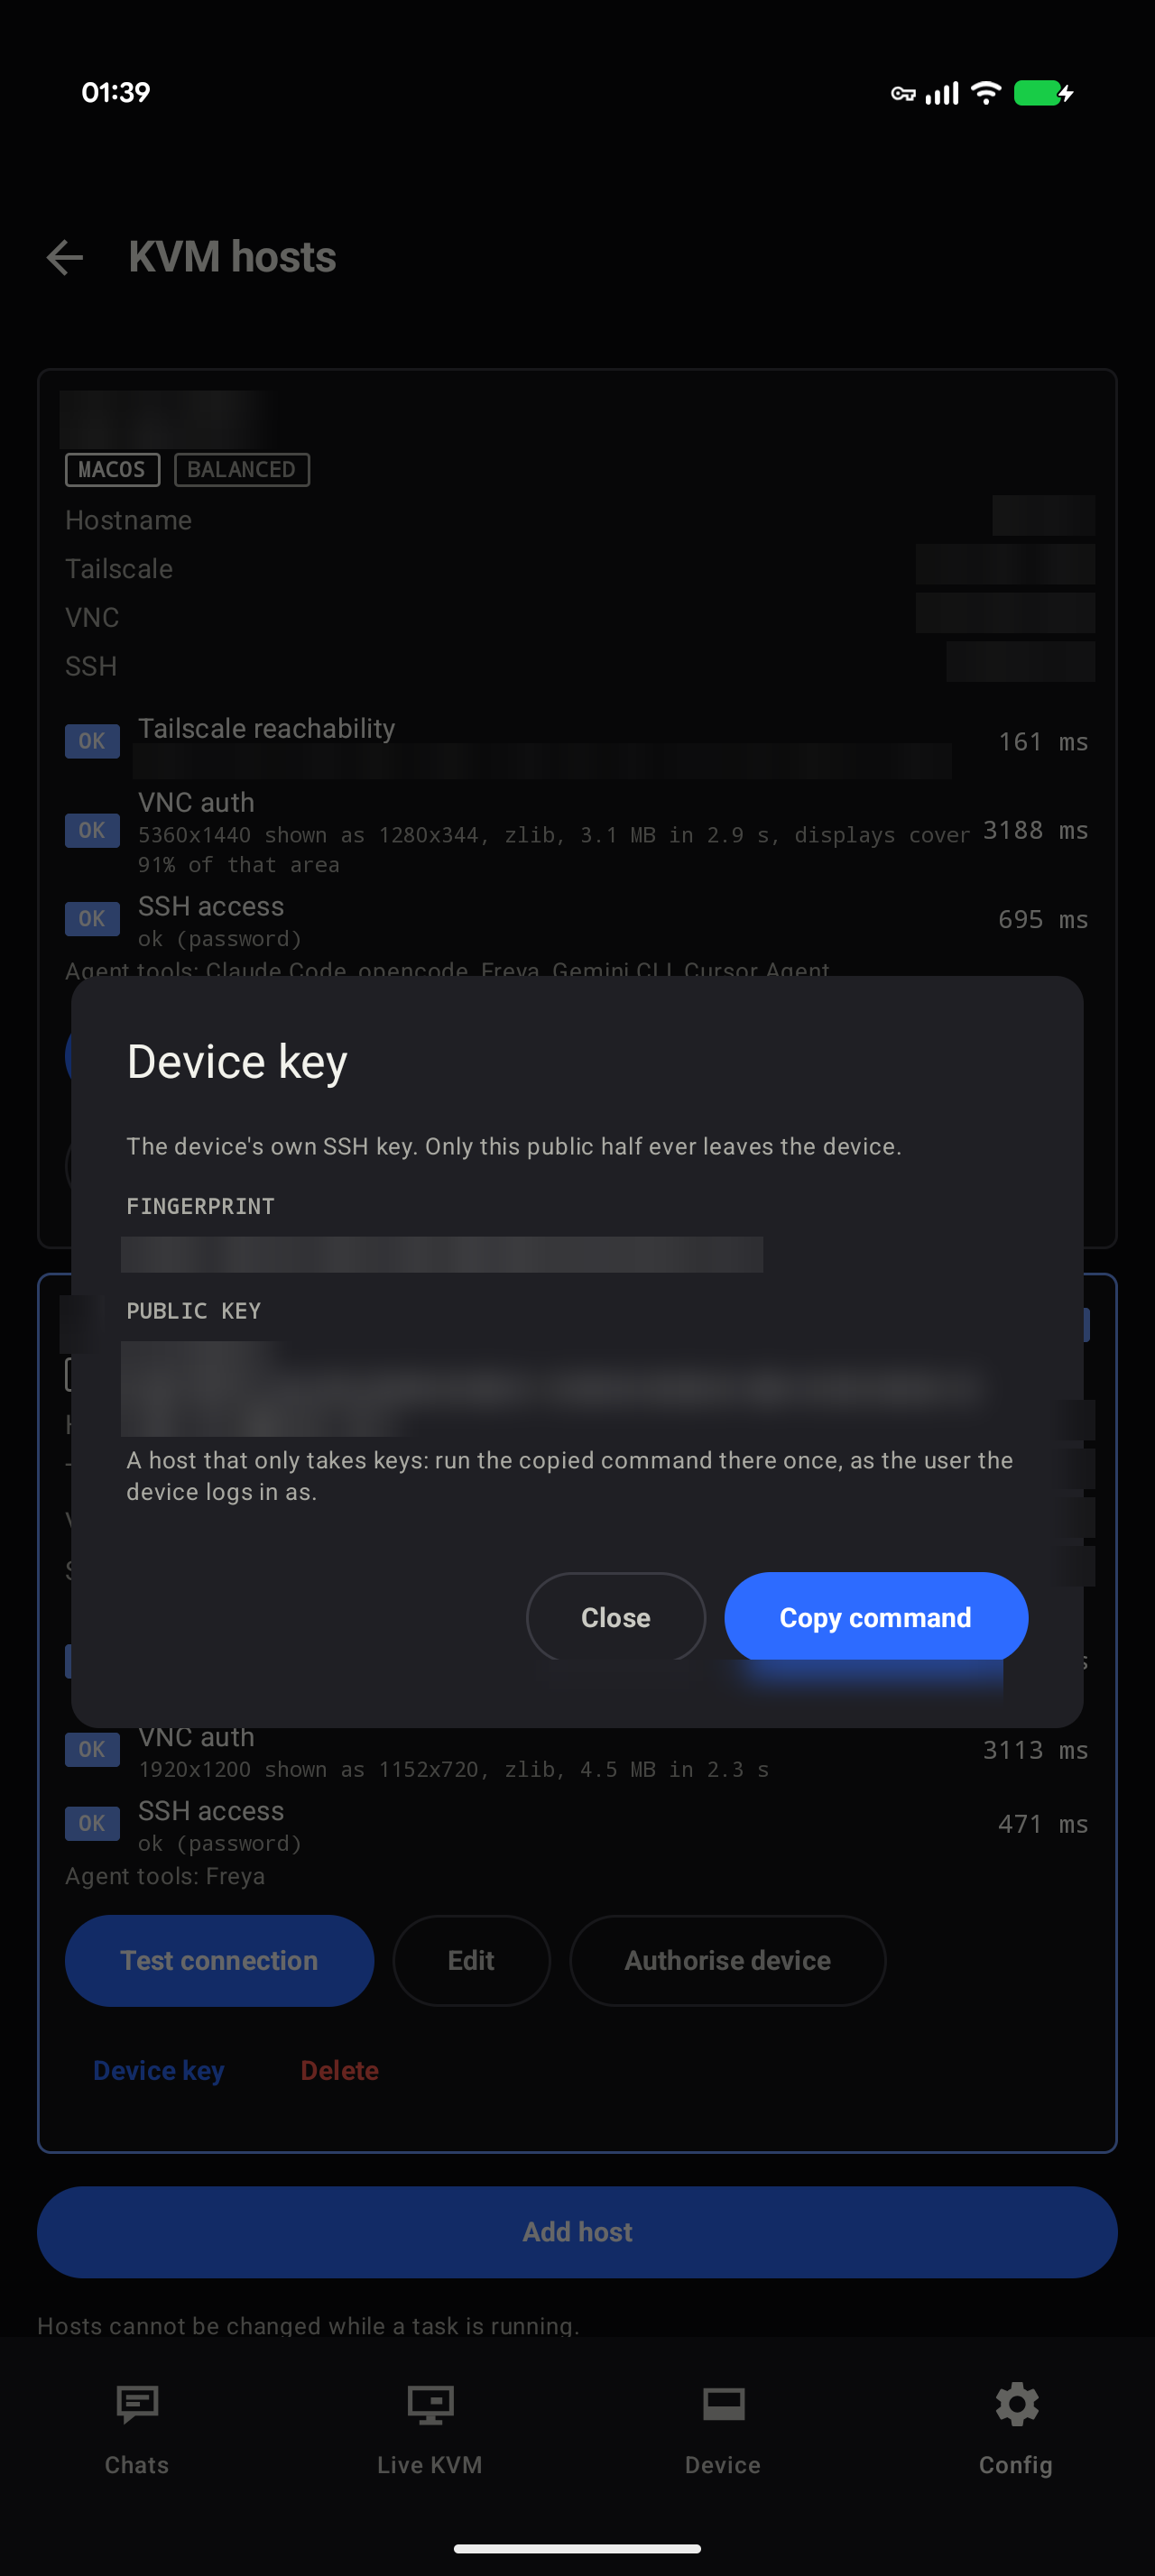 01:39
KVM hosts
MACOS BALANCED
Hostname
Tailscale
VNC
SSH
OK Tailscale reachability 161 ms
OK VNC auth 3188 ms
5360x1440 shown as 1280x344, zlib, 3.1 MB in 2.9 s, displays cover
91% of that area
OK SSH access 695 ms
ok (password)
Agent tools: Claude Code, opencode, Freya, Gemini CLI, Cursor Agent
Device key
The device's own SSH key. Only this public half ever leaves the device.
FINGERPRINT
PUBLIC KEY
A host that only takes keys: run the copied command there once, as the user the
device logs in as.
Close Copy command
OK VNC auth 3113 ms
1920x1200 shown as 1152x720, zlib, 4.5 MB in 2.3 s
OK SSH access 471 ms
ok (password)
Agent tools: Freya
Test connection Edit Authorise device
Device key Delete
Add host
Hosts cannot be changed while a task is running.
Chats Live KVM Device Config